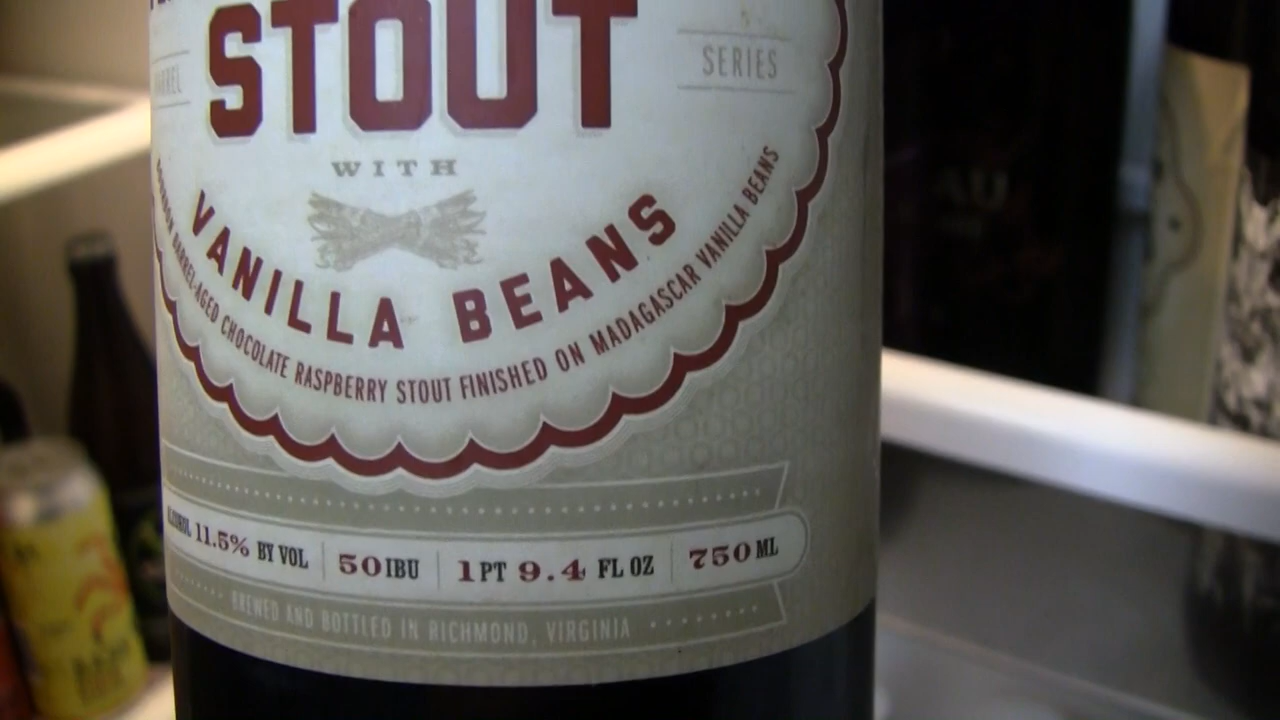 STOUT
SERIES
WITH
VANILLA BEANS
BARREL-AGED CHOCOLATE RASPBERRY STOUT FINISHED ON MADAGASCAR VANILLA BEANS
ALCOHOL 11.5% BY VOL 50 IBU 1 PT 9.4 FL OZ 750 ML
BREWED AND BOTTLED IN RICHMOND, VIRGINIA